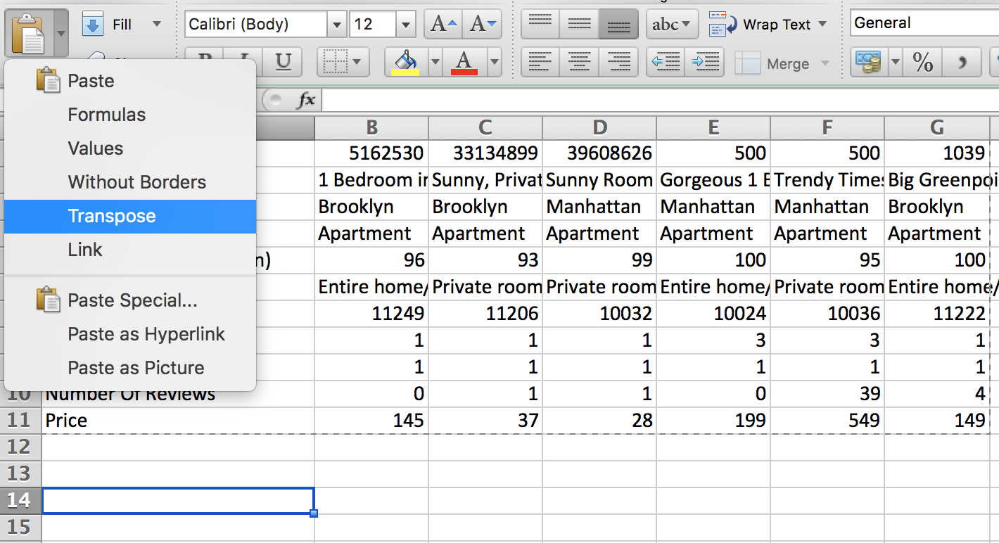 Fill Calibri (Body) 12 A A abc Wrap Text General
B I U A Merge % ,
Paste
Formulas
Values
Without Borders
Transpose
Link
Paste Special...
Paste as Hyperlink
Paste as Picture
fx
B C D E F G
5162530 33134899 39608626 500 500 1039
1 Bedroom in Sunny, Privat Sunny Room Gorgeous 1 B Trendy Times Big Greenpoi
Brooklyn Brooklyn Manhattan Manhattan Manhattan Brooklyn
Apartment Apartment Apartment Apartment Apartment Apartment
n) 96 93 99 100 95 100
Entire home/ Private room Private room Entire home/ Private room Entire home/
11249 11206 10032 10024 10036 11222
1 1 1 3 3 1
1 1 1 1 1 1
10 Number Of Reviews 0 1 1 0 39 4
11 Price 145 37 28 199 549 149
12
13
14
15